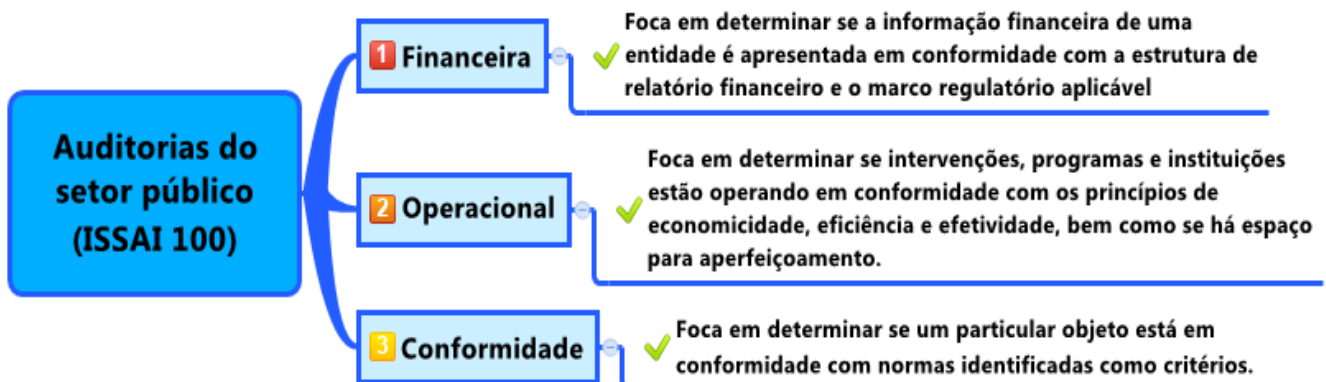 Auditorias do
setor público
(ISSAI 100)
1 Financeira
Foca em determinar se a informação financeira de uma
entidade é apresentada em conformidade com a estrutura de
relatório financeiro e o marco regulatório aplicável
2 Operacional
Foca em determinar se intervenções, programas e instituições
estão operando em conformidade com os princípios de
economicidade, eficiência e efetividade, bem como se há espaço
para aperfeiçoamento.
3 Conformidade
Foca em determinar se um particular objeto está em
conformidade com normas identificadas como critérios.